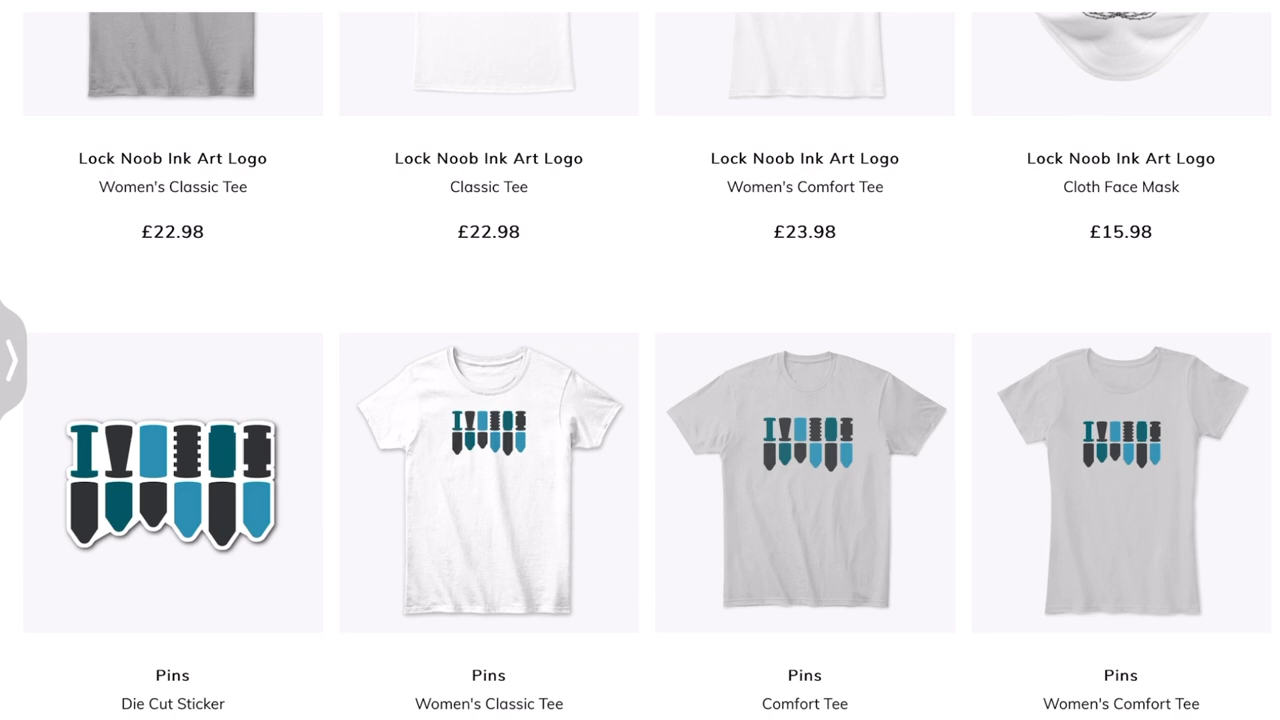 Lock Noob Ink Art Logo
Women's Classic Tee
£22.98
Lock Noob Ink Art Logo
Classic Tee
£22.98
Lock Noob Ink Art Logo
Women's Comfort Tee
£23.98
Lock Noob Ink Art Logo
Cloth Face Mask
£15.98
Pins
Die Cut Sticker
Pins
Women's Classic Tee
Pins
Comfort Tee
Pins
Women's Comfort Tee